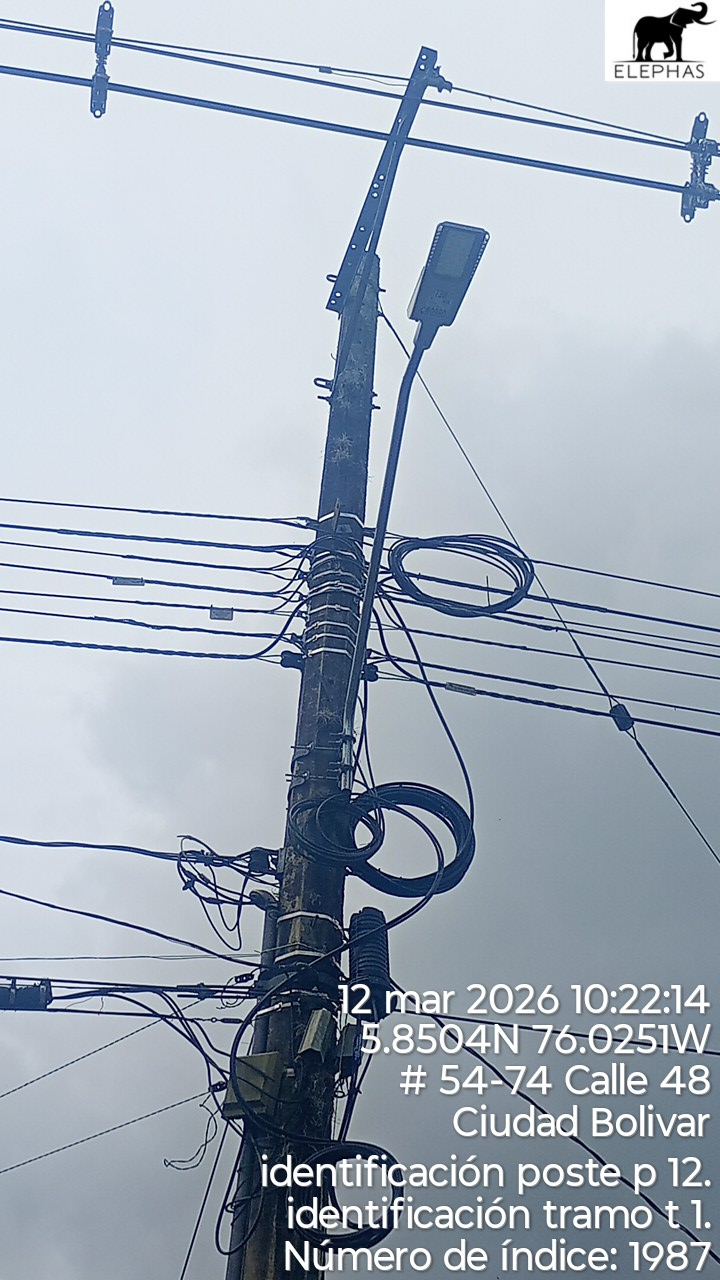 ELEPHAS
12 mar 2026 10:22:14
5.8504N 76.0251W
# 54-74 Calle 48
Ciudad Bolivar
identificación poste p 12.
identificación tramo t 1.
Número de índice: 1987